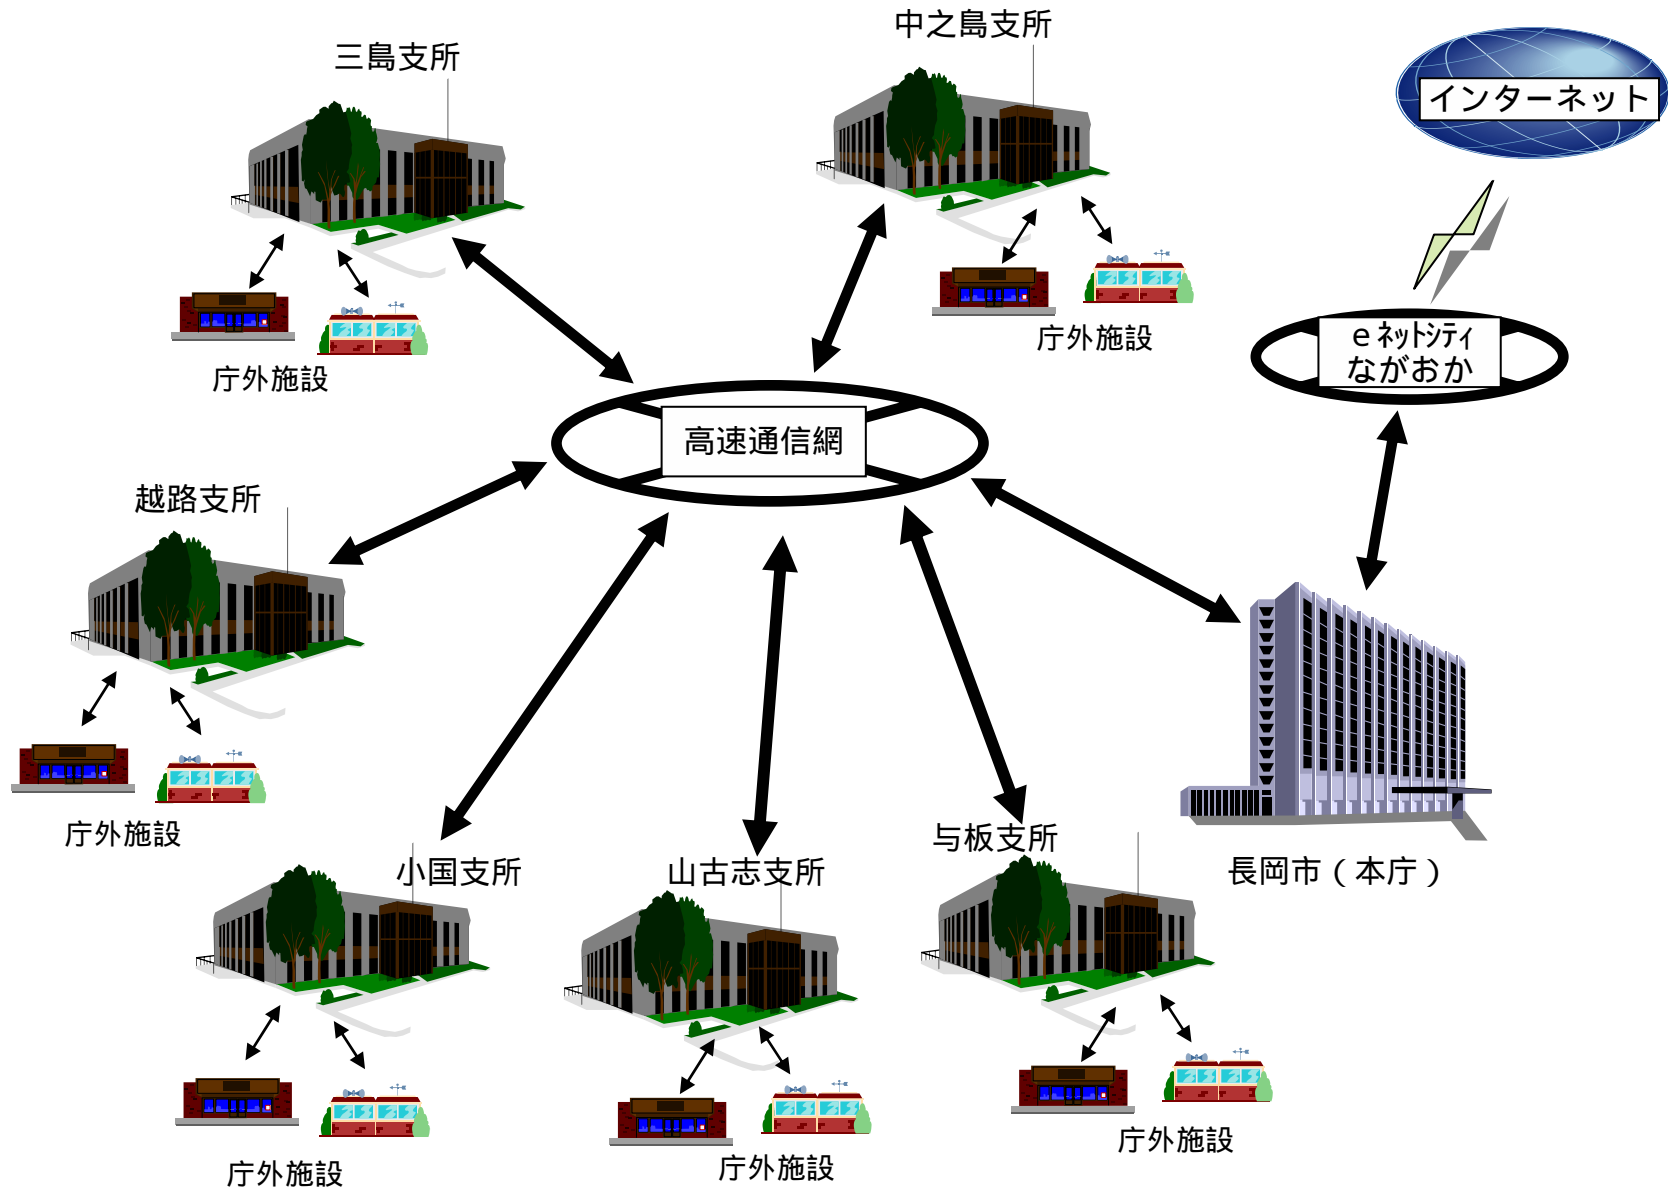 中之島支所
三島支所
インターネット
eネットシティ
ながおか
庁外施設
庁外施設
高速通信網
越路支所
庁外施設
与板支所
小国支所
山古志支所
長岡市(本庁)
庁外施設
庁外施設
庁外施設